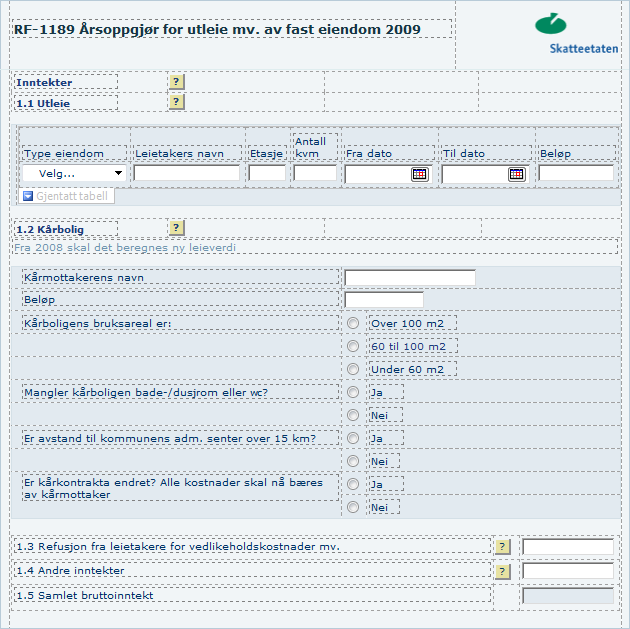 RF-1189 Årsoppgjør for utleie mv. av fast eiendom 2009
Skatteetaten
Inntekter ?
1.1 Utleie ?
Type eiendom Leietakers navn Etasje Antall kvm Fra dato Til dato Beløp
Velg...
Gjentatt tabell
1.2 Kårbolig ?
Fra 2008 skal det beregnes ny leieverdi
Kårmottakerens navn
Beløp
Kårboligens bruksareal er: Over 100 m2
60 til 100 m2
Under 60 m2
Mangler kårboligen bade-/dusjrom eller wc? Ja
Nei
Er avstand til kommunens adm. senter over 15 km? Ja
Nei
Er kårkontrakta endret? Alle kostnader skal nå bæres
av kårmottaker
Ja
Nei
1.3 Refusjon fra leietakere for vedlikeholdskostnader mv. ?
1.4 Andre inntekter ?
1.5 Samlet bruttoinntekt